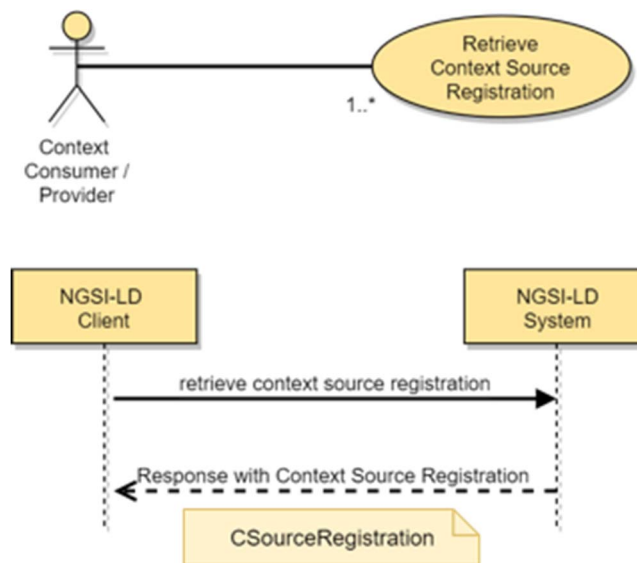 Retrieve
Context Source
Registration
1..*
Context
Consumer /
Provider
NGSI-LD
Client
NGSI-LD
System
retrieve context source registration
Response with Context Source Registration
CSourceRegistration